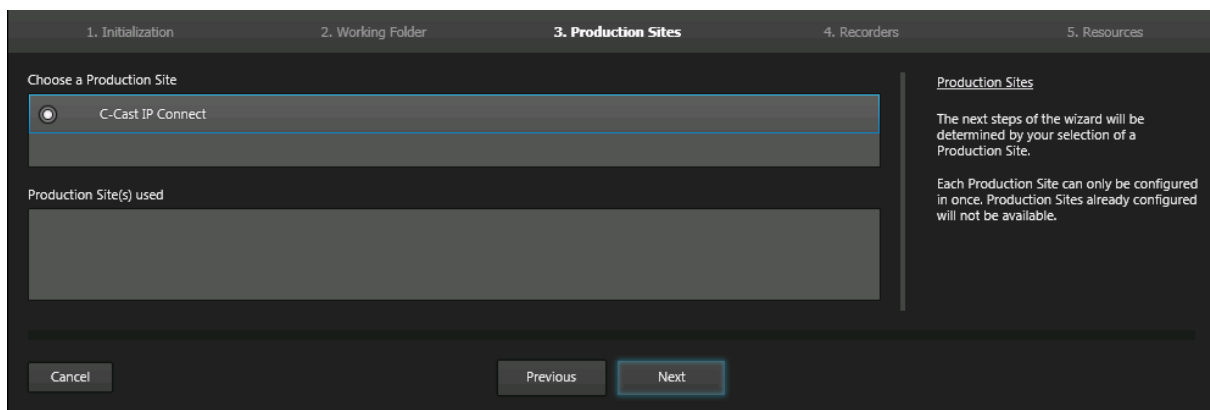 1. Initialization
2. Working Folder
3. Production Sites
4. Recorders
5. Resources
Choose a Production Site
C-Cast IP Connect
Production Site(s) used
Production Sites
The next steps of the wizard will be
determined by your selection of a
Production Site.
Each Production Site can only be configured
in once. Production Sites already configured
will not be available.
Cancel
Previous
Next